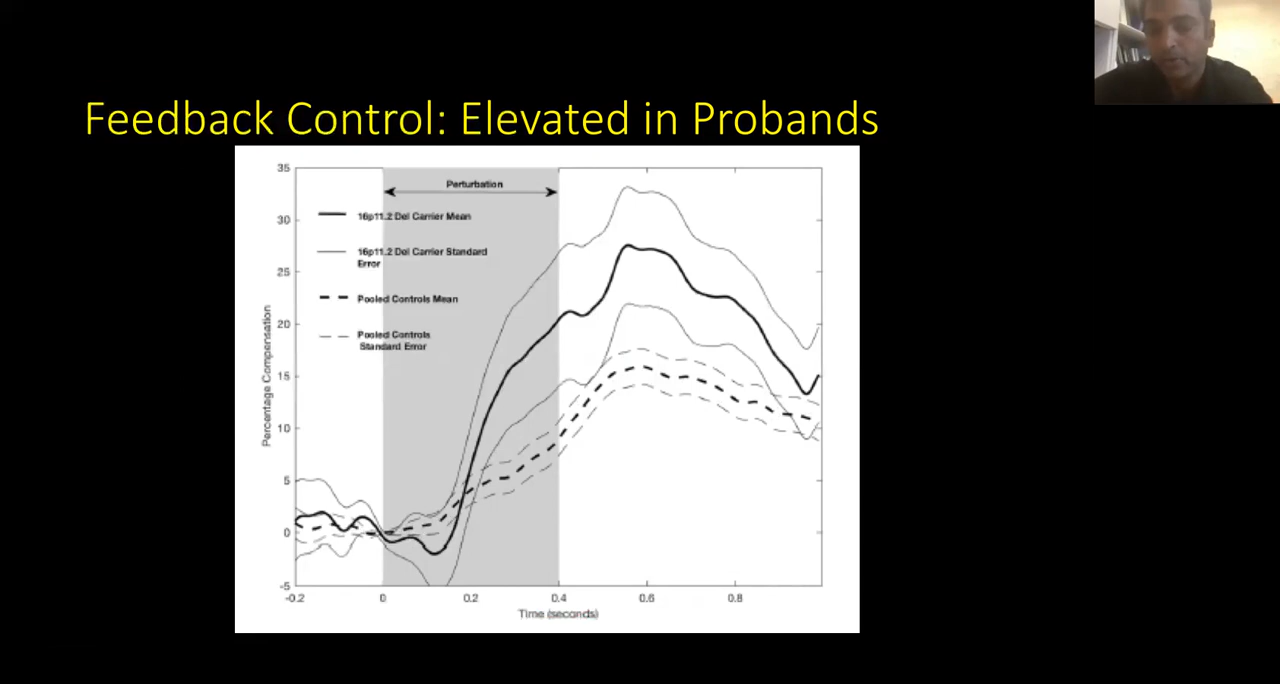 Feedback Control: Elevated in Probands
35
30
25
20
15
10
5
0
-5
Percentage Compensation
Perturbation
16p11.2 Del Carrier Mean
16p11.2 Del Carrier Standard
Error
Pooled Controls Mean
Pooled Controls
Standard Error
-0.2 0 0.2 0.4 0.6 0.8
Time (seconds)